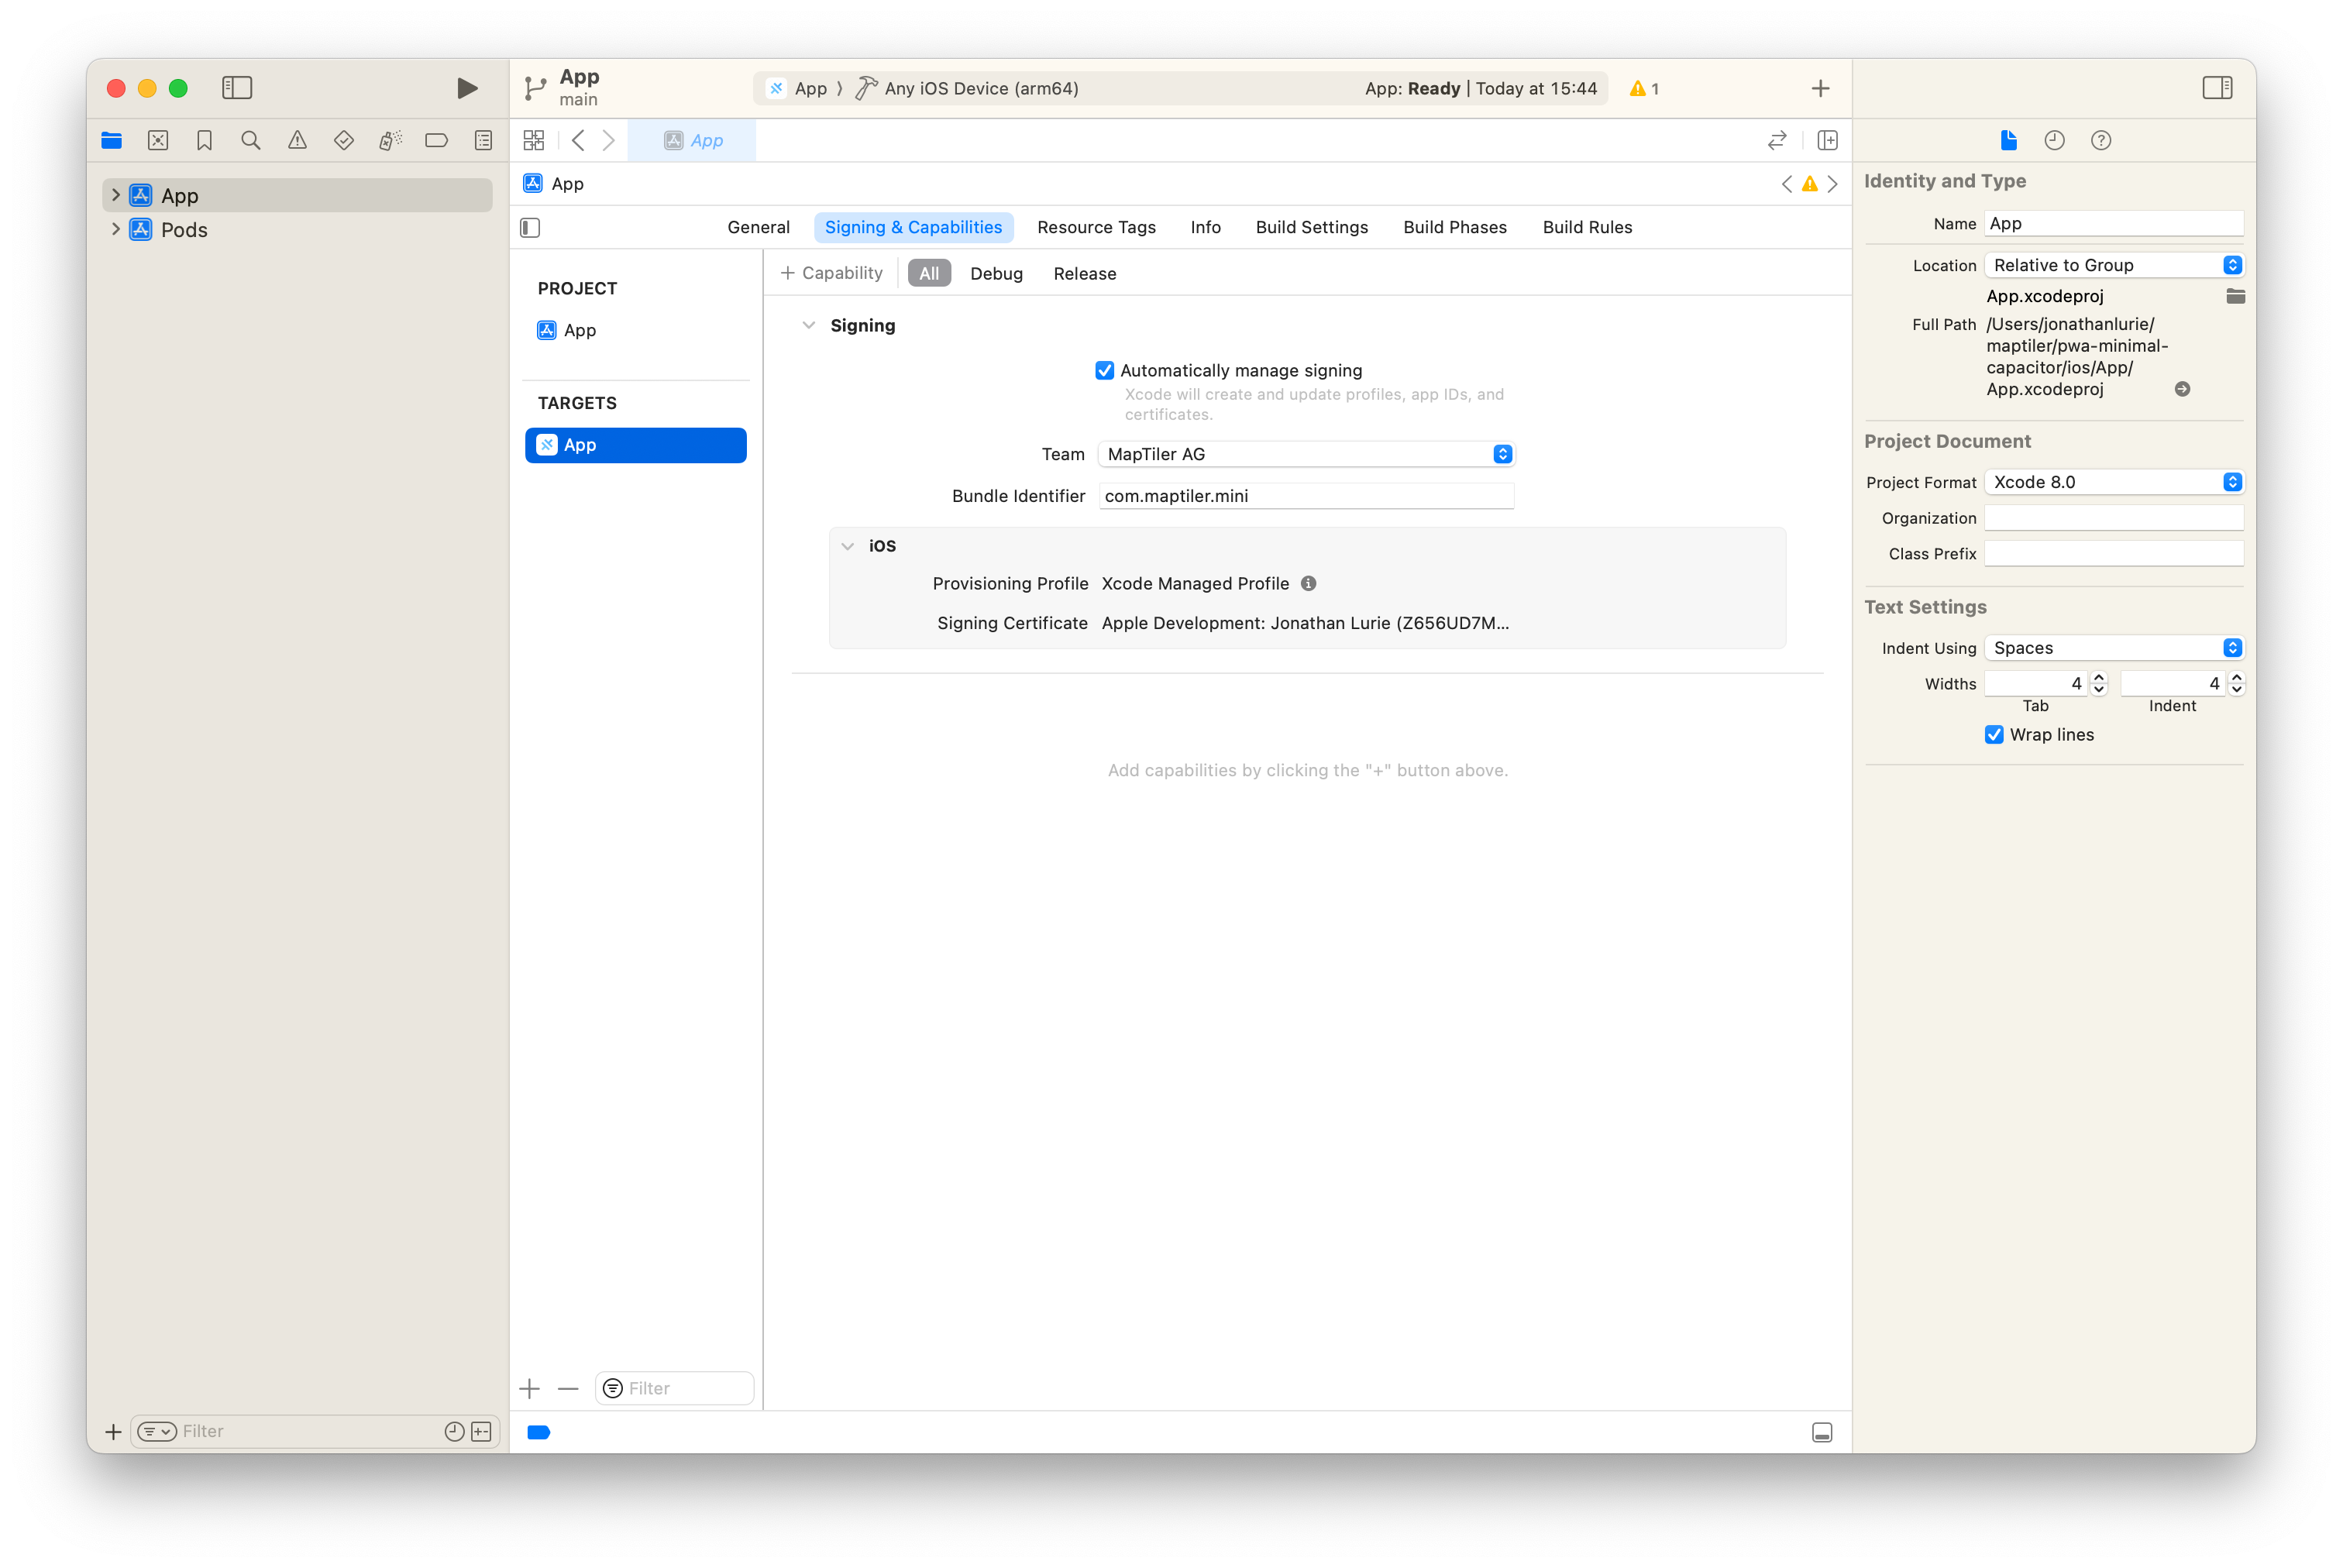 App
main
App
Any iOS Device (arm64)
App: Ready | Today at 15:44
1
App
App
Pods
App
General
Signing & Capabilities
Resource Tags
Info
Build Settings
Build Phases
Build Rules
PROJECT
App
TARGETS
App
Filter
Filter
+ Capability
All
Debug
Release
Signing
Automatically manage signing
Xcode will create and update profiles, app IDs, and
certificates.
Team MapTiler AG
Bundle Identifier com.maptiler.mini
iOS
Provisioning Profile Xcode Managed Profile
Signing Certificate Apple Development: Jonathan Lurie (Z656UD7M...
Add capabilities by clicking the "+" button above.
Identity and Type
Name App
Location Relative to Group
App.xcodeproj
Full Path /Users/jonathanlurie/
maptiler/pwa-minimal-
capacitor/ios/App/
App.xcodeproj
Project Document
Project Format Xcode 8.0
Organization
Class Prefix
Text Settings
Indent Using Spaces
Widths 4 4
Tab Indent
Wrap lines